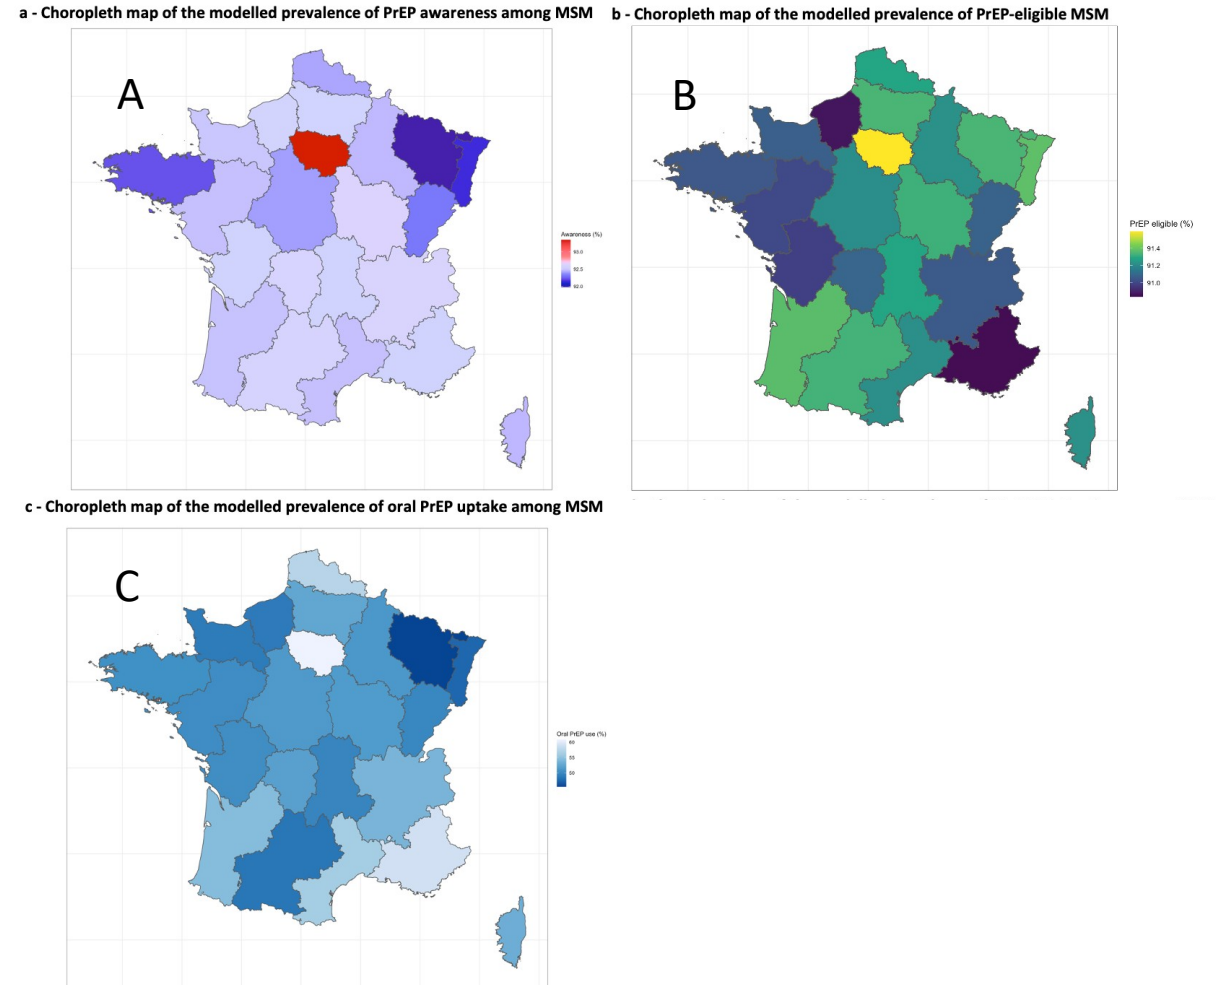 a - Choropleth map of the modelled prevalence of PrEP awareness among MSM
b - Choropleth map of the modelled prevalence of PrEP-eligible MSM
A
B
Awareness (%)
93.0
92.5
92.0
PrEP eligible (%)
91.4
91.2
91.0
c - Choropleth map of the modelled prevalence of oral PrEP uptake among MSM
C
Oral PrEP use (%)
60
55
50